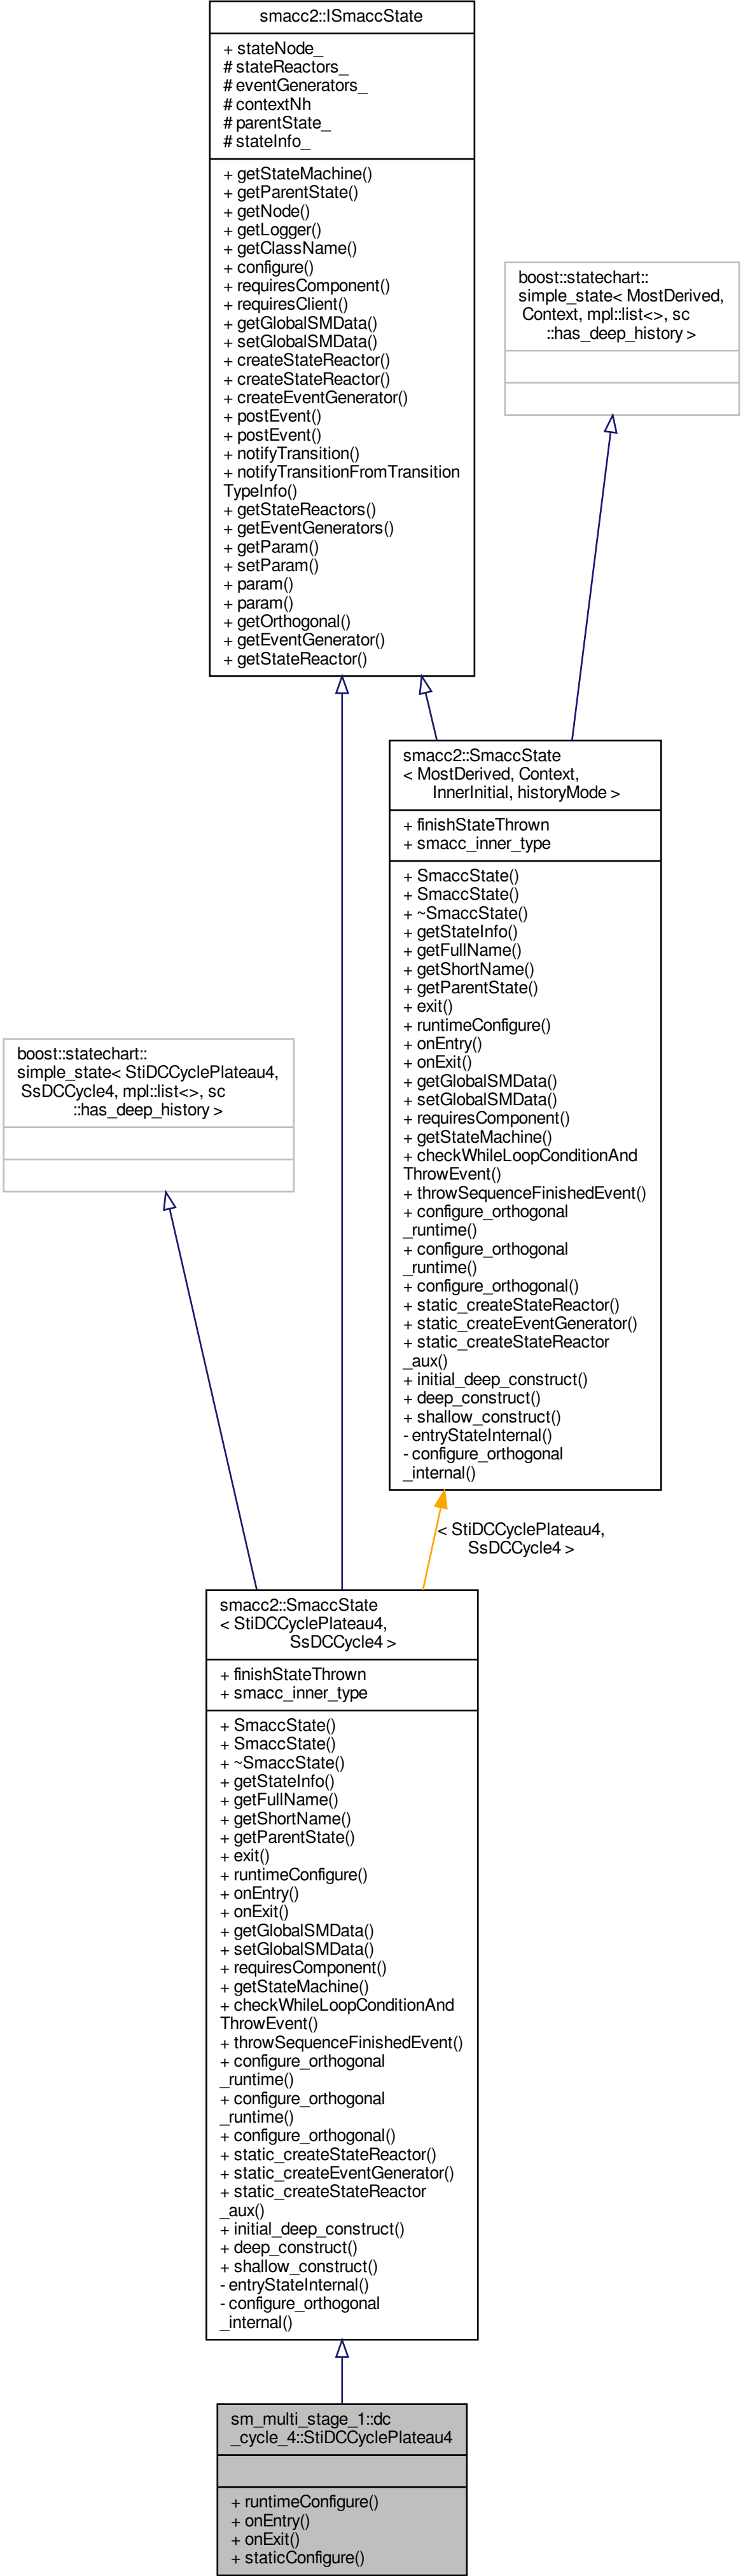 smacc2::ISmaccState
+ stateNode_
# stateReactors_
# eventGenerators_
# contextNh
# parentState_
# stateInfo_
+ getStateMachine()
+ getParentState()
+ getNode()
+ getLogger()
+ getClassName()
+ configure()
+ requiresComponent()
+ requiresClient()
+ getGlobalSMData()
+ setGlobalSMData()
+ createStateReactor()
+ createStateReactor()
+ createEventGenerator()
+ postEvent()
+ postEvent()
+ notifyTransition()
+ notifyTransitionFromTransition
TypeInfo()
+ getStateReactors()
+ getEventGenerators()
+ getParam()
+ setParam()
+ param()
+ param()
+ getOrthogonal()
+ getEventGenerator()
+ getStateReactor()
boost::statechart::
simple_state< MostDerived,
Context, mpl::list<>, sc
::has_deep_history >
smacc2::SmaccState
< MostDerived, Context,
InnerInitial, historyMode >
+ finishStateThrown
+ smacc_inner_type
+ SmaccState()
+ SmaccState()
+ ~SmaccState()
+ getStateInfo()
+ getFullName()
+ getShortName()
+ getParentState()
+ exit()
+ runtimeConfigure()
+ onEntry()
+ onExit()
+ getGlobalSMData()
+ setGlobalSMData()
+ requiresComponent()
+ getStateMachine()
+ checkWhileLoopConditionAnd
ThrowEvent()
+ throwSequenceFinishedEvent()
+ configure_orthogonal
_runtime()
+ configure_orthogonal
_runtime()
+ configure_orthogonal()
+ static_createStateReactor()
+ static_createEventGenerator()
+ static_createStateReactor
_aux()
+ initial_deep_construct()
+ deep_construct()
+ shallow_construct()
- entryStateInternal()
- configure_orthogonal
_internal()
boost::statechart::
simple_state< StiDCCyclePlateau4,
SsDCCycle4, mpl::list<>, sc
::has_deep_history >
< StiDCCyclePlateau4,
SsDCCycle4 >
smacc2::SmaccState
< StiDCCyclePlateau4,
SsDCCycle4 >
+ finishStateThrown
+ smacc_inner_type
+ SmaccState()
+ SmaccState()
+ ~SmaccState()
+ getStateInfo()
+ getFullName()
+ getShortName()
+ getParentState()
+ exit()
+ runtimeConfigure()
+ onEntry()
+ onExit()
+ getGlobalSMData()
+ setGlobalSMData()
+ requiresComponent()
+ getStateMachine()
+ checkWhileLoopConditionAnd
ThrowEvent()
+ throwSequenceFinishedEvent()
+ configure_orthogonal
_runtime()
+ configure_orthogonal
_runtime()
+ configure_orthogonal()
+ static_createStateReactor()
+ static_createEventGenerator()
+ static_createStateReactor
_aux()
+ initial_deep_construct()
+ deep_construct()
+ shallow_construct()
- entryStateInternal()
- configure_orthogonal
_internal()
sm_multi_stage_1::dc
_cycle_4::StiDCCyclePlateau4
+ runtimeConfigure()
+ onEntry()
+ onExit()
+ staticConfigure()